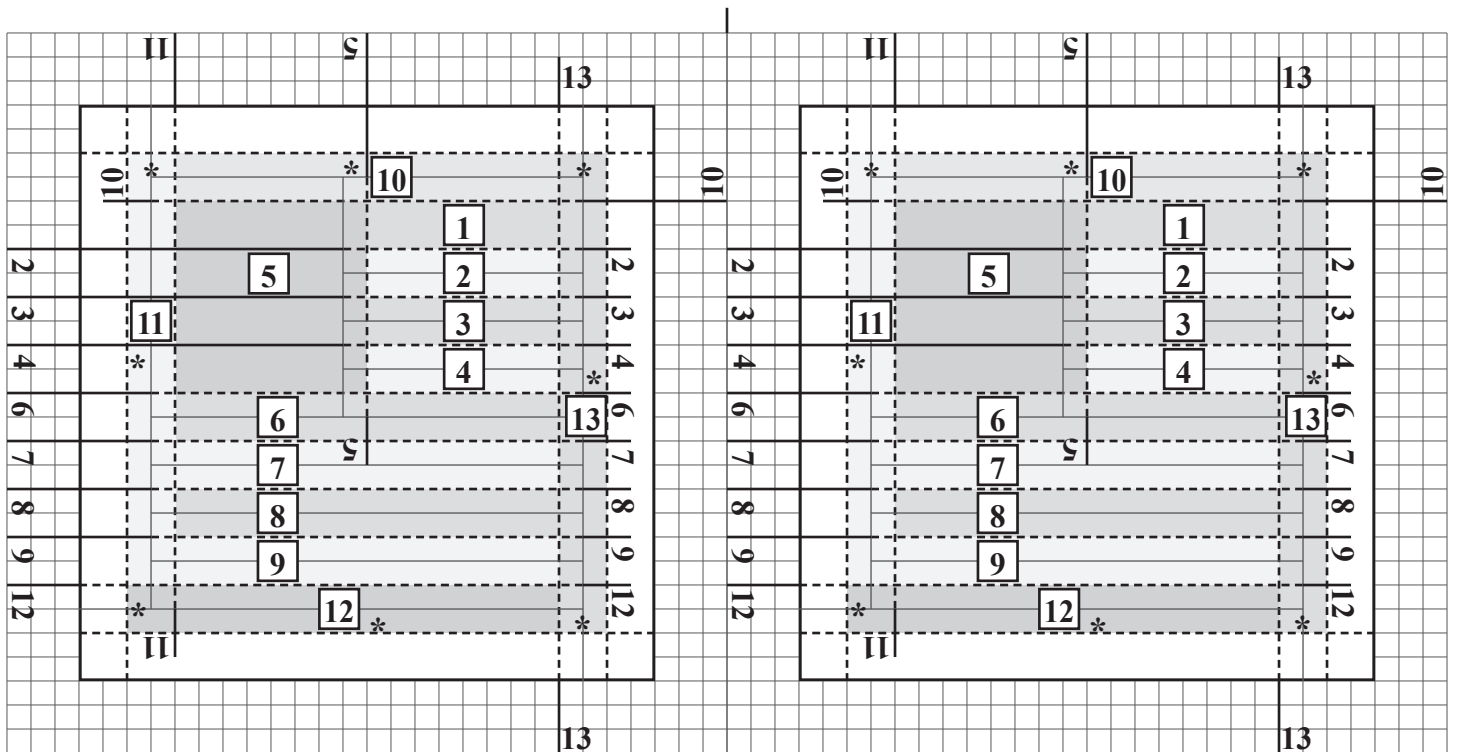 11 5 11 5
13 13
* * * * * *
10 10 10 10 10 10
1 1
2 5 2 2 2 5 2 2
3 11 3 3 3 11 3 3
4 * 4 * 4 4 * 4 * 4
6 6 13 6 6 6 13 6
7 7 5 7 7 7 5 7
8 8 8 8 8 8
9 9 9 9 9 9
12 * 12 * * 12 12 * 12 * * 12
11 11
13 13